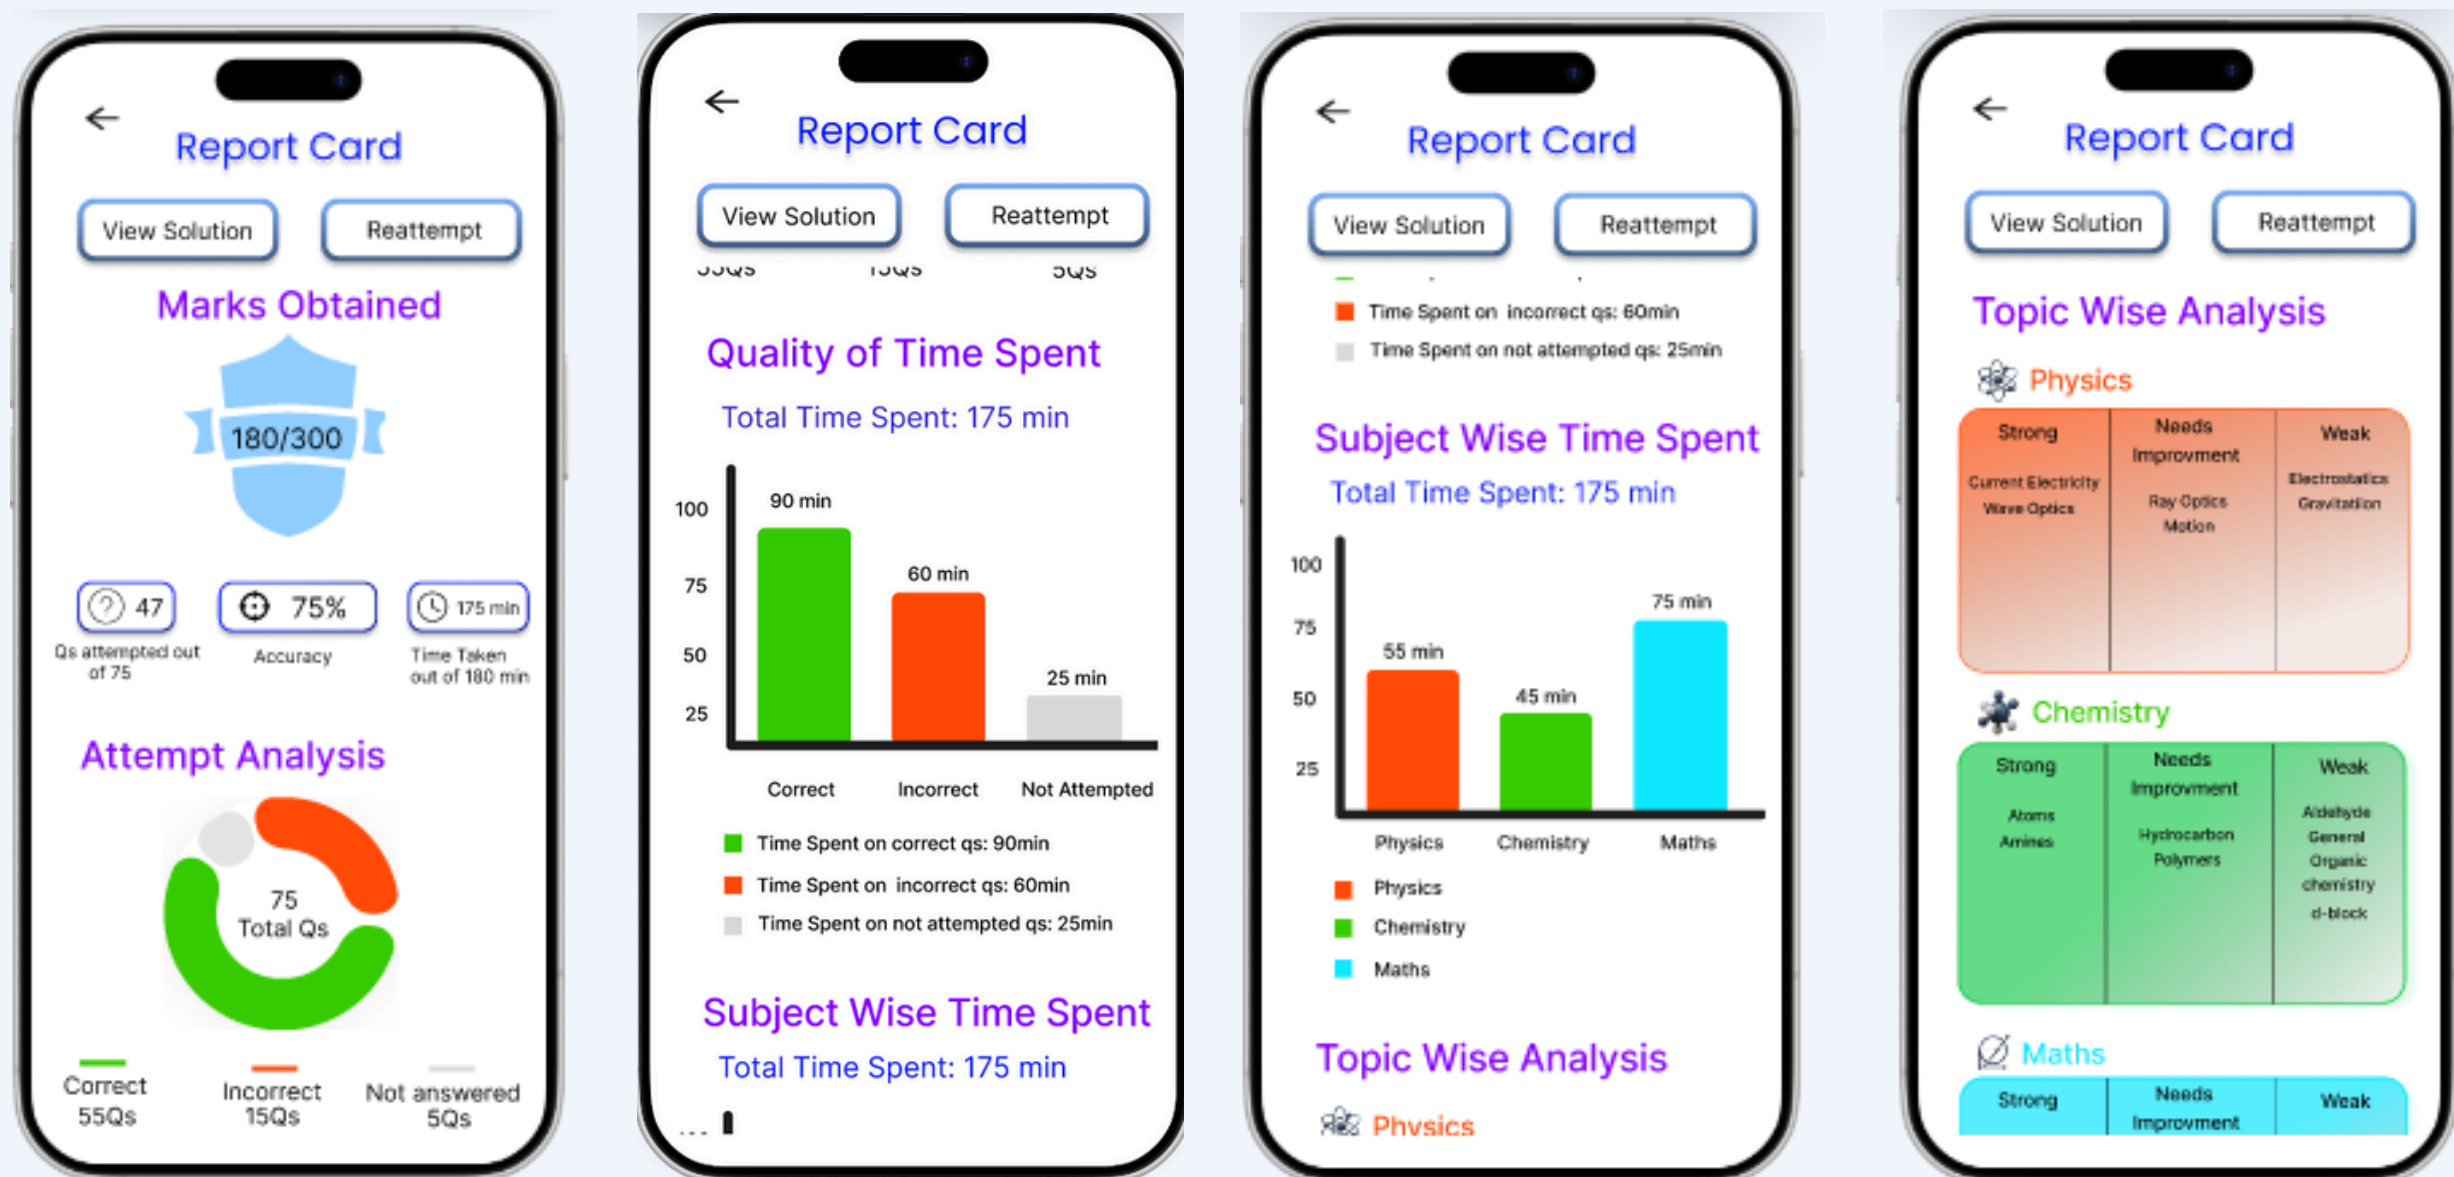 Report Card
View Solution
Reattempt
Marks Obtained
180/300
47
75%
175 min
Qs attempted out
of 75
Accuracy
Time Taken
out of 180 min
Attempt Analysis
75
Total Qs
Correct
55Qs
Incorrect
15Qs
Not answered
5Qs
Report Card
View Solution
Reattempt
55Qs
15Qs
5Qs
Quality of Time Spent
Total Time Spent: 175 min
100
75
50
25
90 min
60 min
25 min
Correct
Incorrect
Not Attempted
Time Spent on correct qs: 90min
Time Spent on incorrect qs: 60min
Time Spent on not attempted qs: 25min
Subject Wise Time Spent
Total Time Spent: 175 min
Report Card
View Solution
Reattempt
Time Spent on incorrect qs: 60min
Time Spent on not attempted qs: 25min
Subject Wise Time Spent
Total Time Spent: 175 min
100
75
50
25
55 min
45 min
75 min
Physics
Chemistry
Maths
Physics
Chemistry
Maths
Topic Wise Analysis
Physics
Report Card
View Solution
Reattempt
Topic Wise Analysis
Physics
Strong
Current Electricity
Wave Optics
Needs
Improvment
Ray Optics
Motion
Weak
Electrostatics
Gravitatiion
Chemistry
Strong
Atoms
Amines
Needs
Improvment
Hydrocarbon
Polymers
Weak
Aldehyde
General
Organic
chemistry
d-block
Maths
Strong
Needs
Improvment
Weak